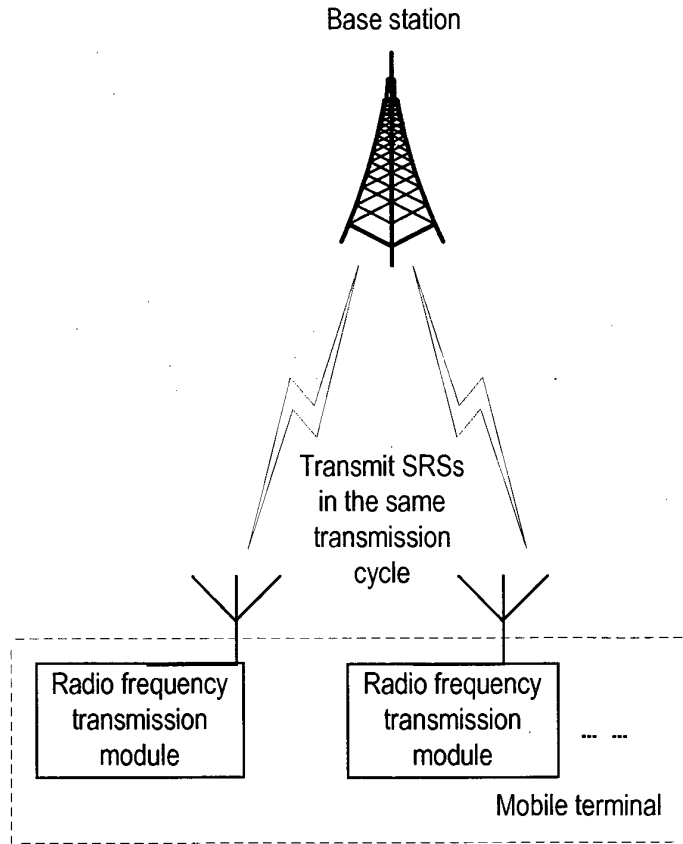 Base station
Transmit SRSs
in the same
transmission
cycle
Radio frequency
transmission
module
Radio frequency
transmission
module
... ...
Mobile terminal